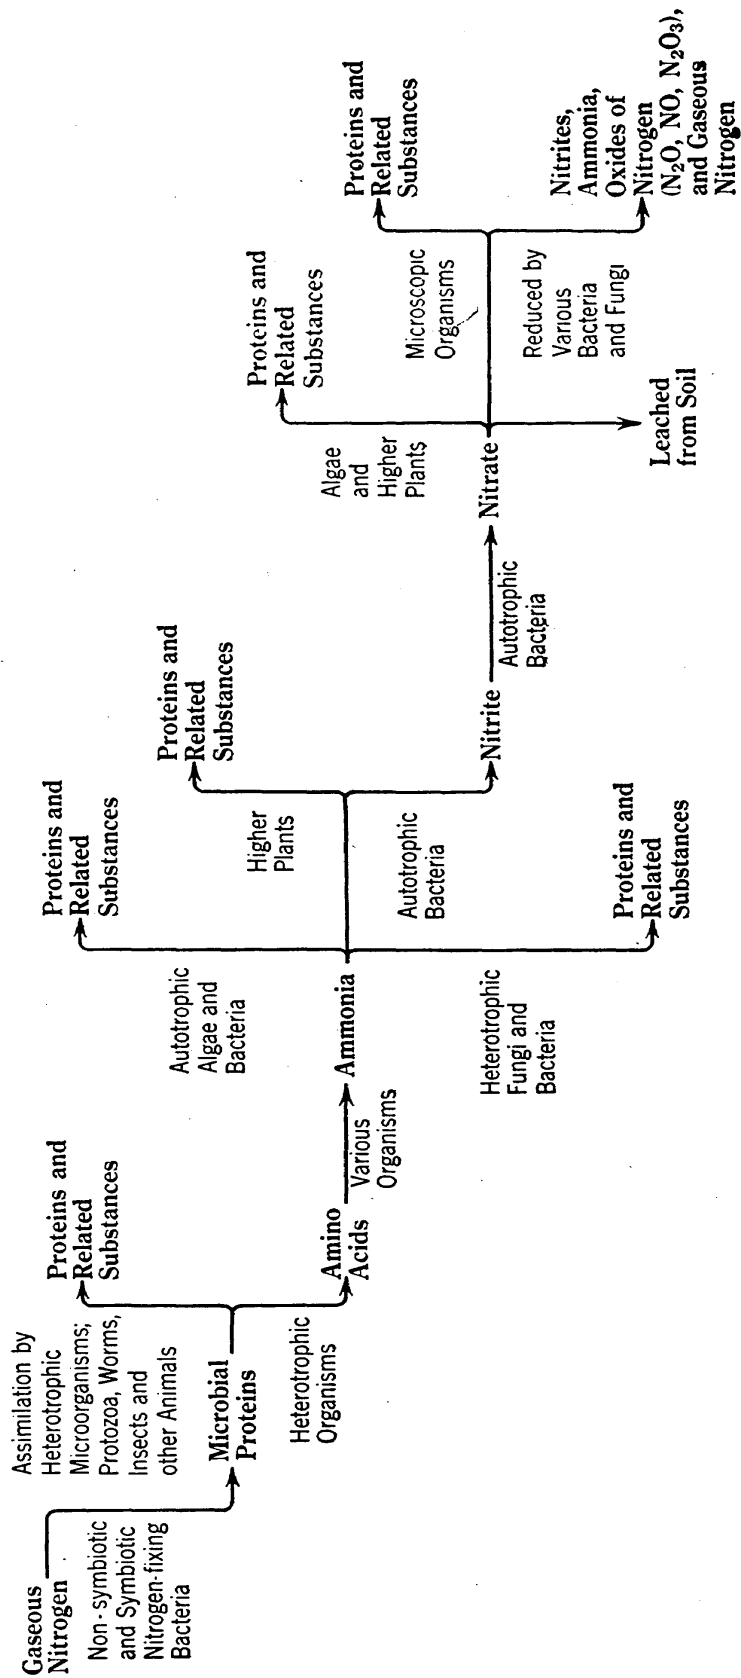 Gaseous
Nitrogen
Non-symbiotic
and Symbiotic
Nitrogen-fixing
Bacteria
Assimilation by
Heterotrophic
Microorganisms;
Protozoa, Worms,
Insects and
other Animals
Microbial
Proteins
Heterotrophic
Organisms
Proteins and
Related
Substances
Amino
Acids
Various
Organisms
Ammonia
Autotrophic
Algae and
Bacteria
Heterotrophic
Fungi and
Bacteria
Proteins and
Related
Substances
Higher
Plants
Autotrophic
Bacteria
Proteins and
Related
Substances
Proteins and
Related
Substances
Nitrite
Autotrophic
Bacteria
Nitrate
Algae
and
Higher
Plants
Proteins and
Related
Substances
Leached
from Soil
Microscopic
Organisms
Reduced by
Various
Bacteria
and Fungi
Proteins and
Related
Substances
Nitrites,
Ammonia,
Oxides of
Nitrogen
(N₂O, NO, N₂O₃),
and Gaseous
Nitrogen